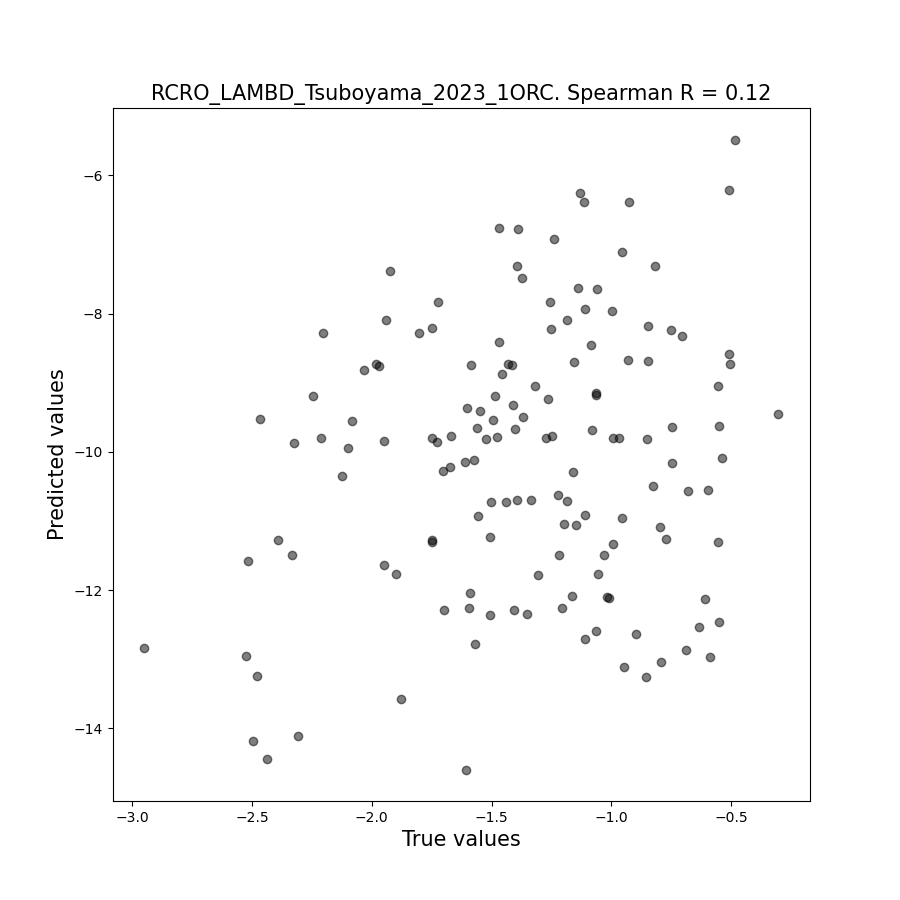 RCRO_LAMBD_Tsuboyama_2023_1ORC. Spearman R = 0.12
Predicted values
−6
−8
−10
−12
−14
−3.0 −2.5 −2.0 −1.5 −1.0 −0.5
True values